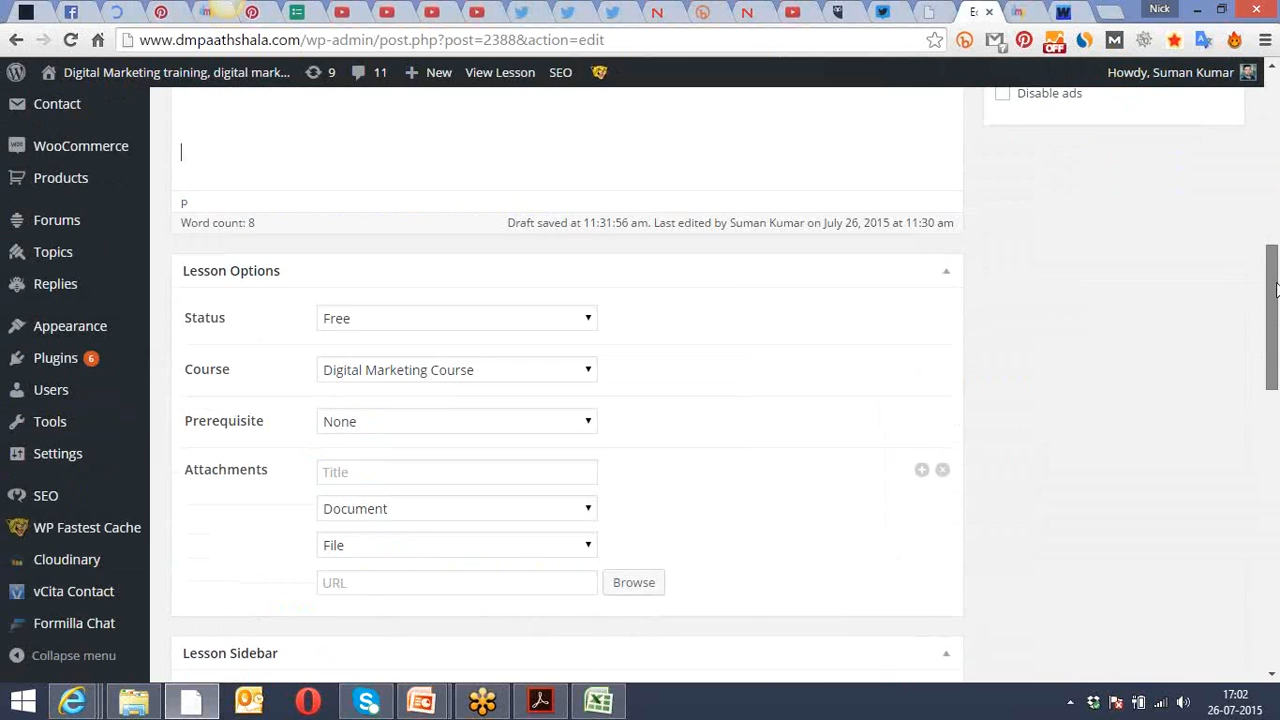 Nick
E
www.dmpaathshala.com/wp-admin/post.php?post=2388&action=edit
OFF
Digital Marketing training, digital mark... 9 11 New View Lesson SEO
Howdy, Suman Kumar
Contact
WooCommerce
Products
Forums
Topics
Replies
Appearance
Plugins 6
Users
Tools
Settings
SEO
WP Fastest Cache
Cloudinary
vCita Contact
Formilla Chat
Collapse menu
Disable ads
P
Word count: 8
Draft saved at 11:31:56 am. Last edited by Suman Kumar on July 26, 2015 at 11:30 am
Lesson Options
Status Free
Course Digital Marketing Course
Prerequisite None
Attachments Title
Document
File
URL Browse
Lesson Sidebar
17:02
26-07-2015